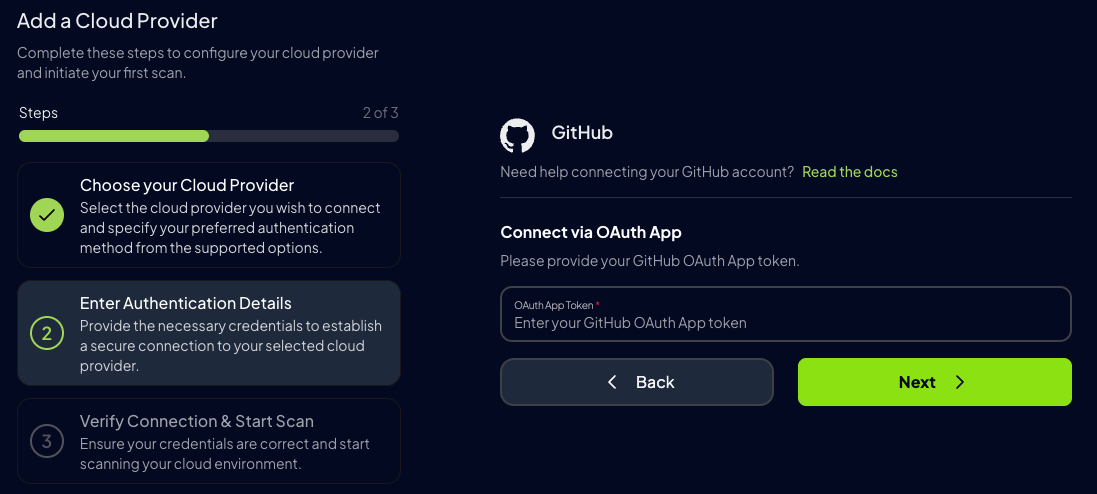 Add a Cloud Provider
Complete these steps to configure your cloud provider
and initiate your first scan.
Steps
2 of 3
Choose your Cloud Provider
Select the cloud provider you wish to connect
and specify your preferred authentication
method from the supported options.
2
Enter Authentication Details
Provide the necessary credentials to establish
a secure connection to your selected cloud
provider.
3
Verify Connection & Start Scan
Ensure your credentials are correct and start
scanning your cloud environment.
GitHub
Need help connecting your GitHub account? Read the docs
Connect via OAuth App
Please provide your GitHub OAuth App token.
OAuth App Token *
Enter your GitHub OAuth App token
Back
Next